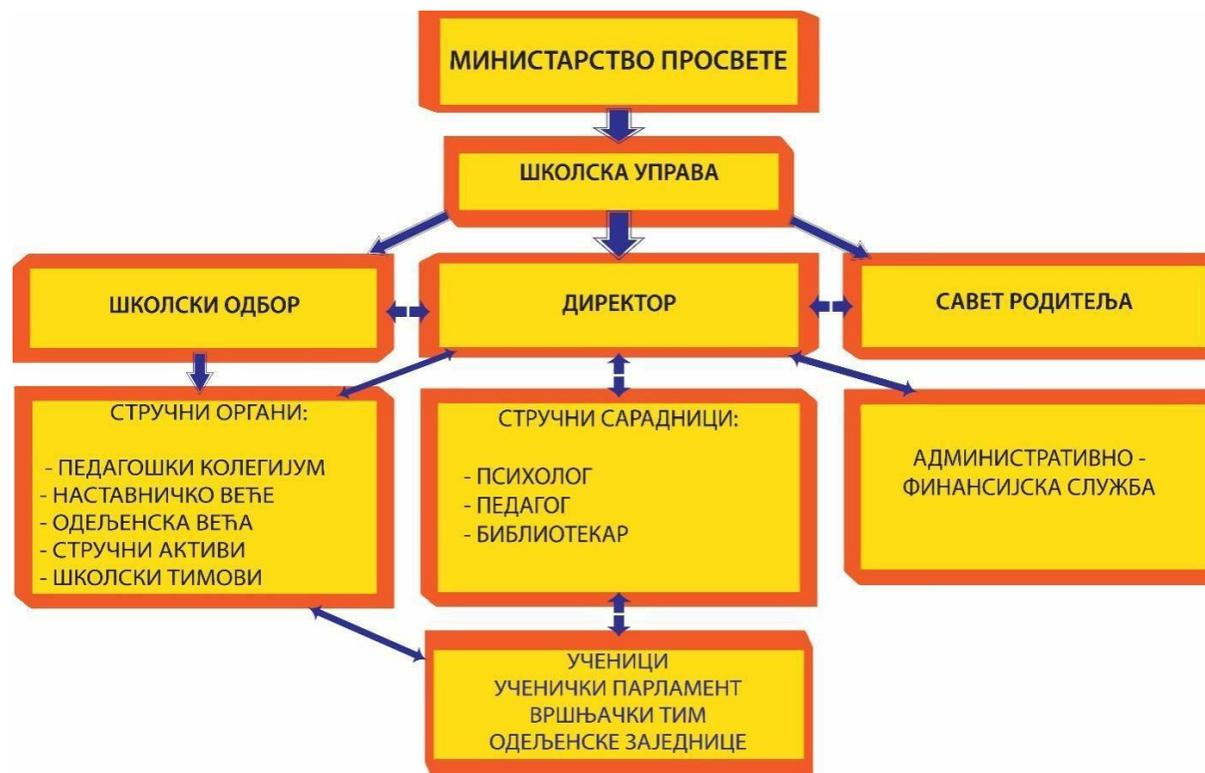 МИНИСТАРСТВО ПРОСВЕТЕ
ШКОЛСКА УПРАВА
ШКОЛСКИ ОДБОР
ДИРЕКТОР
САВЕТ РОДИТЕЉА
СТРУЧНИ ОРГАНИ:
- ПЕДАГОШКИ КОЛЕГИЈУМ
- НАСТАВНИЧКО ВЕЋЕ
- ОДЕЉЕНСКА ВЕЋА
- СТРУЧНИ АКТИВИ
- ШКОЛСКИ ТИМОВИ
СТРУЧНИ САРАДНИЦИ:
- ПСИХОЛОГ
- ПЕДАГОГ
- БИБЛИОТЕКАР
АДМИНИСТРАТИВНО -
ФИНАНСИЈСКА СЛУЖБА
УЧЕНИЦИ
УЧЕНИЧКИ ПАРЛАМЕНТ
ВРШЊАЧКИ ТИМ
ОДЕЉЕНСКЕ ЗАЈЕДНИЦЕ